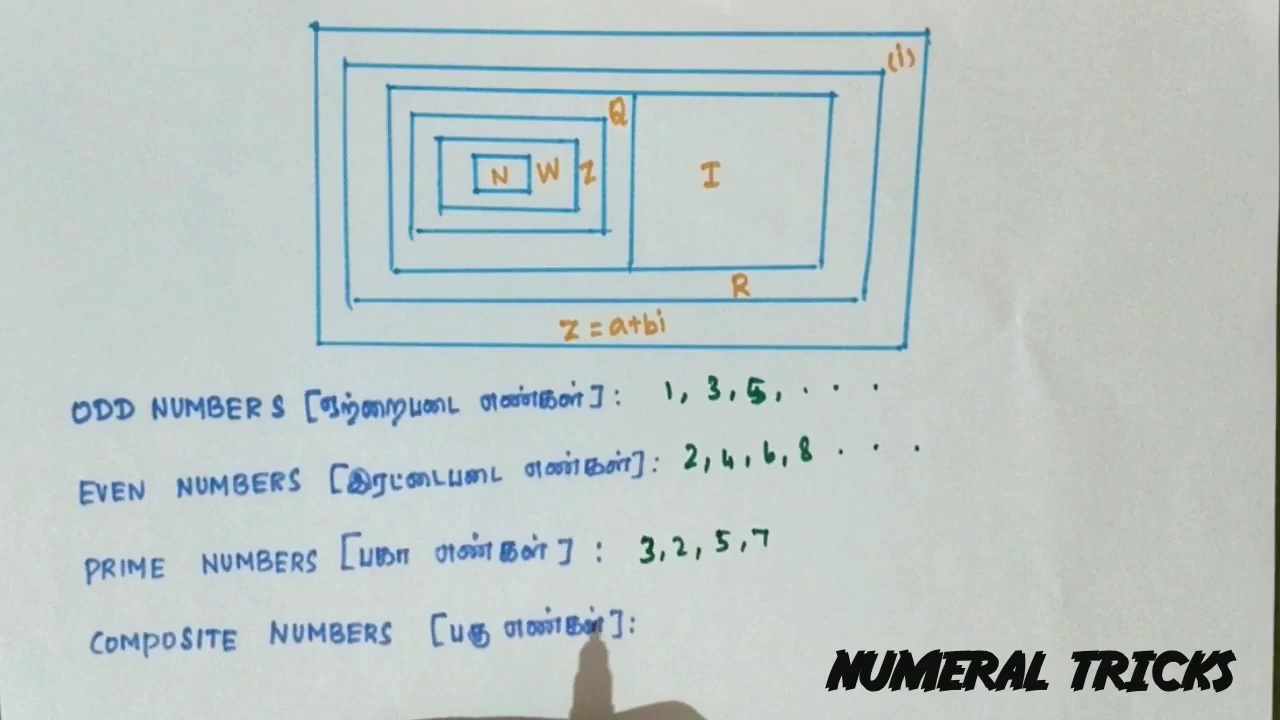 (i)
Q
N W Z I
R
Z = a+bi
ODD NUMBERS [ஒற்றைபடை எண்கள்] : 1, 3, 5, . . .
EVEN NUMBERS [இரட்டைபடை எண்கள்] : 2, 4, 6, 8 . . .
PRIME NUMBERS [பகா எண்கள்] : 3, 2, 5, 7
COMPOSITE NUMBERS [பகு எண்கள்] :
NUMERAL TRICKS